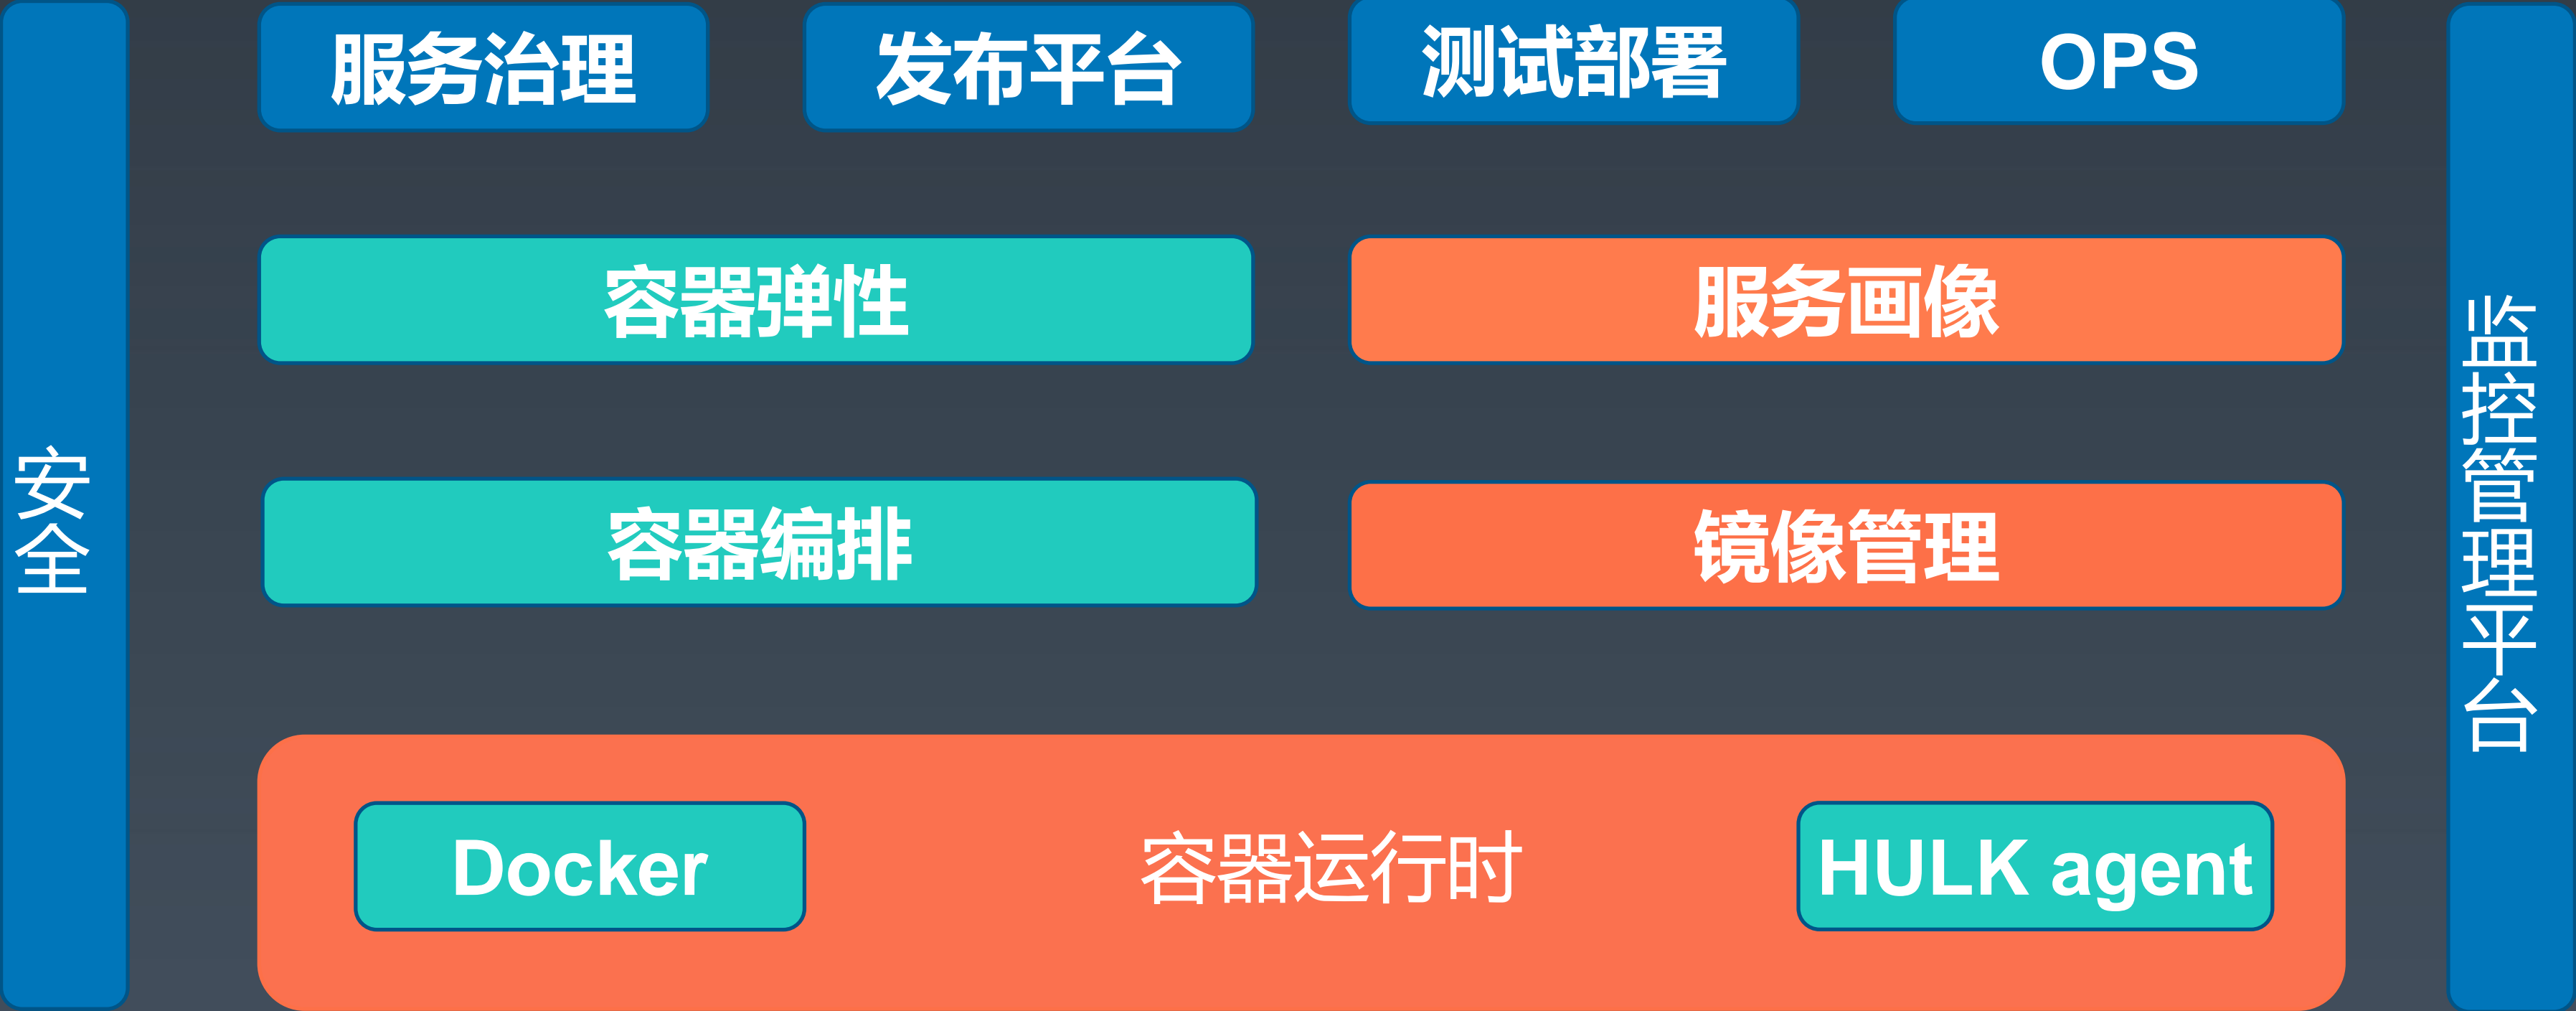 服务治理
发布平台
测试部署
OPS
容器弹性
服务画像
安全
监控管理平台
容器编排
镜像管理
Docker
容器运行时
HULK agent